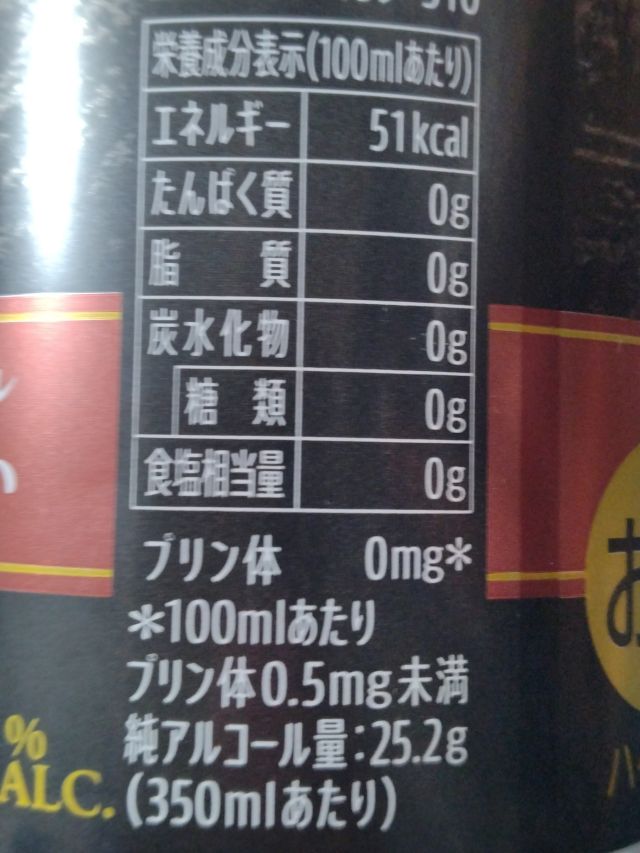 栄養成分表示(100mlあたり)
エネルギー 51kcal
たんぱく質 0g
脂質 0g
炭水化物 0g
糖類 0g
食塩相当量 0g
プリン体 0mg*
*100mlあたり
プリン体0.5mg未満
純アルコール量:25.2g
(350mlあたり)
%
ALC.
お